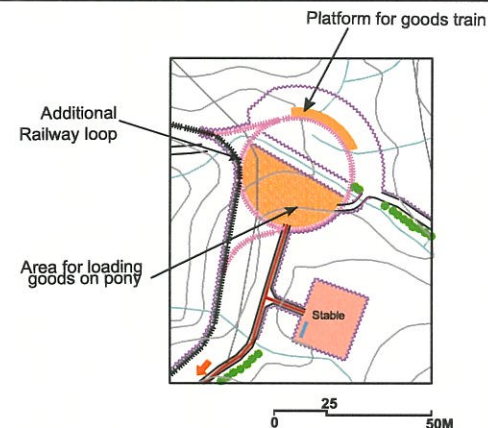 Platform for goods train
Additional
Railway loop
Area for loading
goods on pony
Stable
25
0
50M